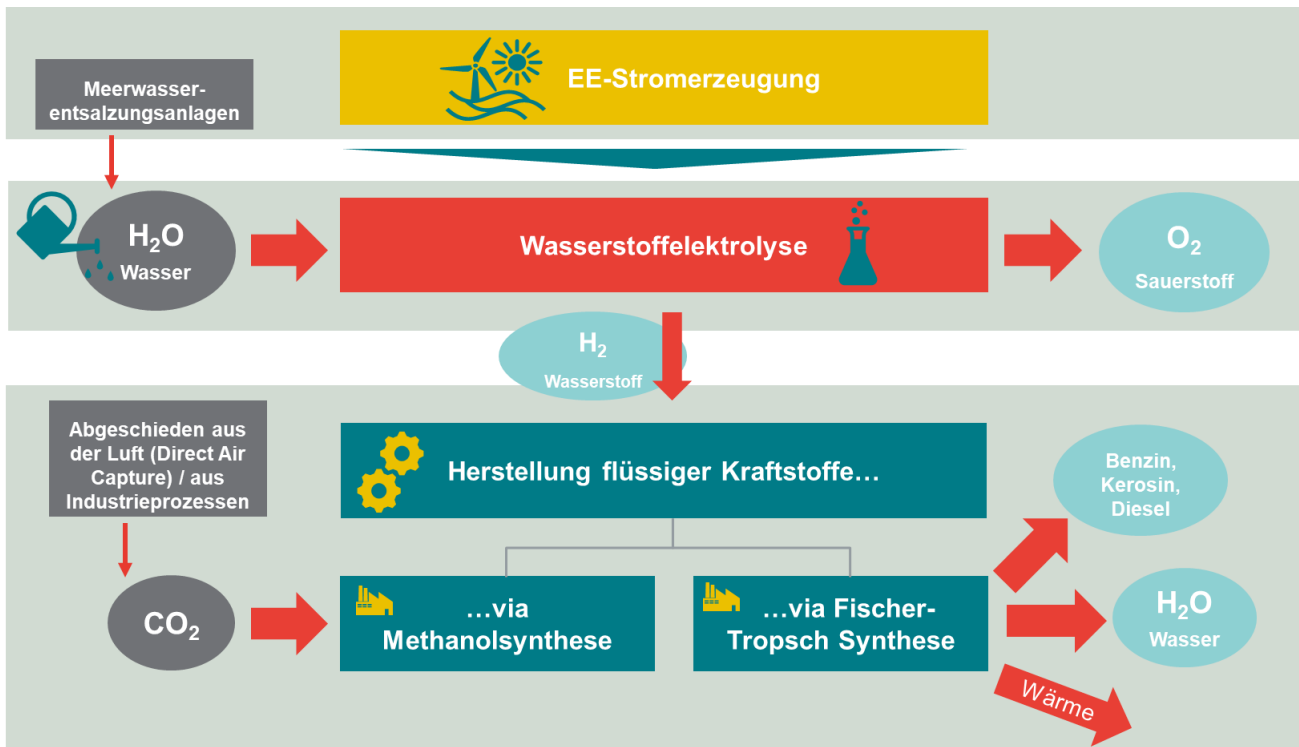 EE-Stromerzeugung
Meerwasser-
entsalzungsanlagen
H₂O
Wasser
Wasserstoffelektrolyse
O₂
Sauerstoff
H₂
Wasserstoff
Abgeschieden aus
der Luft (Direct Air
Capture) / aus
Industrieprozessen
Herstellung flüssiger Kraftstoffe…
Benzin,
Kerosin,
Diesel
CO₂
…via
Methanolsynthese
…via Fischer-
Tropsch Synthese
H₂O
Wasser
Wärme